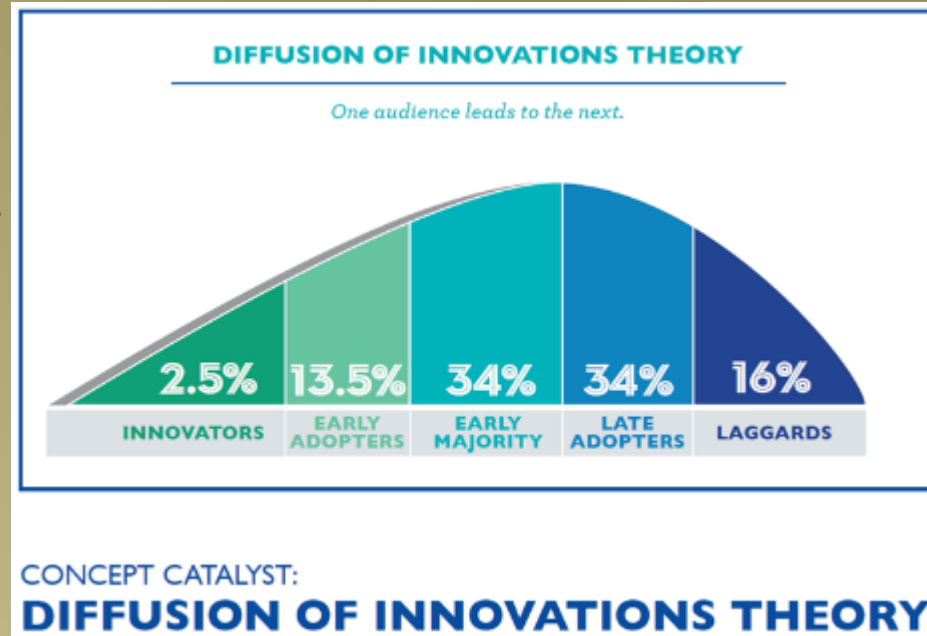 DIFFUSION OF INNOVATIONS THEORY
One audience leads to the next.
2.5% 13.5% 34% 34% 16%
INNOVATORS
EARLY ADOPTERS
EARLY MAJORITY
LATE ADOPTERS
LAGGARDS
CONCEPT CATALYST:
DIFFUSION OF INNOVATIONS THEORY